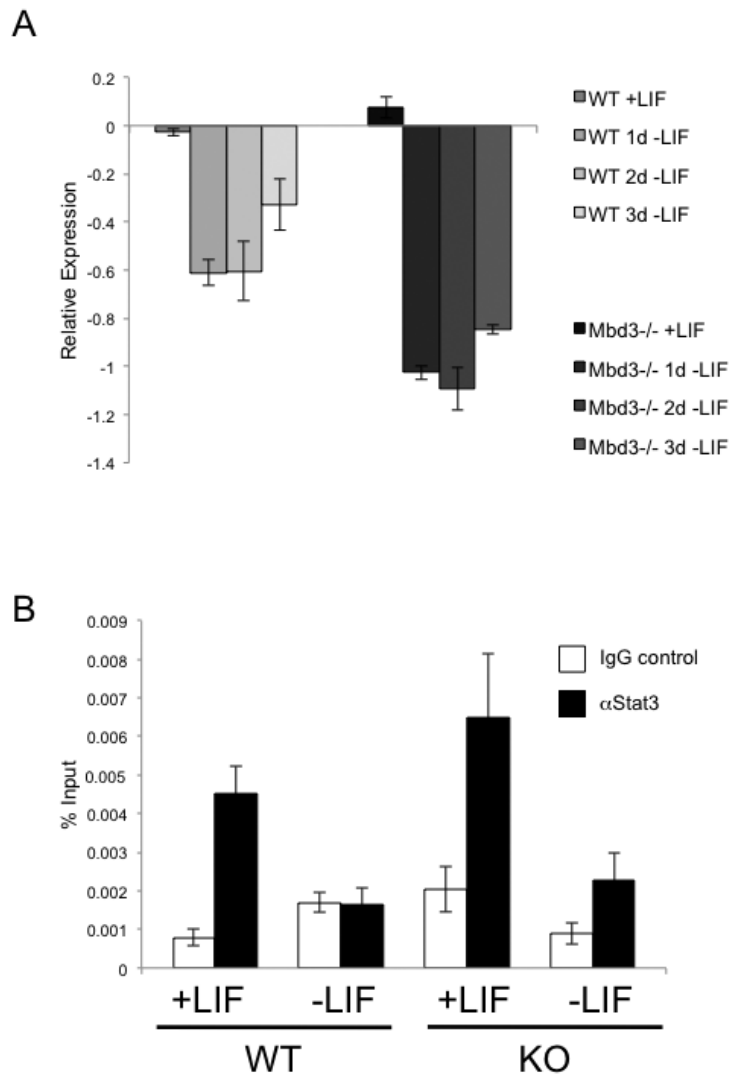 A
0.2
0
-0.2
-0.4
-0.6
-0.8
-1
-1.2
-1.4
Relative Expression
WT +LIF
WT 1d -LIF
WT 2d -LIF
WT 3d -LIF
Mbd3-/- +LIF
Mbd3-/- 1d -LIF
Mbd3-/- 2d -LIF
Mbd3-/- 3d -LIF
B
0.009
0.008
0.007
0.006
0.005
0.004
0.003
0.002
0.001
0
% Input
IgG control
αStat3
+LIF -LIF +LIF -LIF
WT KO